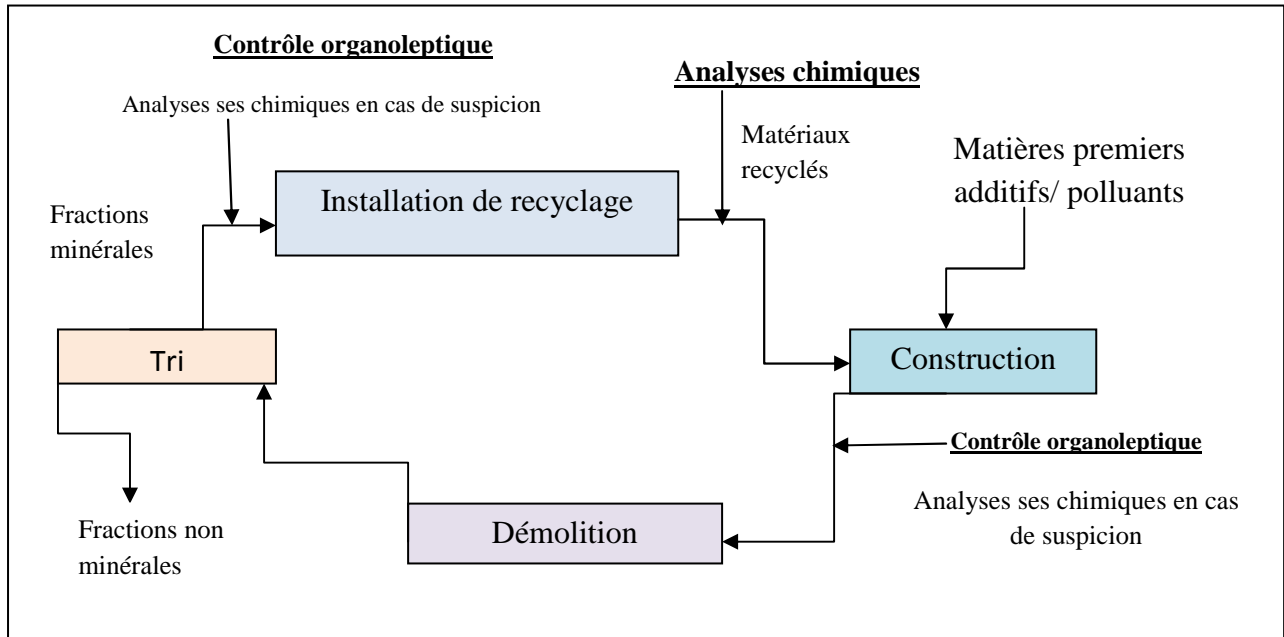 Contrôle organoleptique
Analyses ses chimiques en cas de suspicion
Analyses chimiques
Matériaux
recyclés
Matières premiers
additifs/ polluants
Fractions
minérales
Installation de recyclage
Tri
Construction
Contrôle organoleptique
Analyses ses chimiques en cas
de suspicion
Démolition
Fractions non
minérales